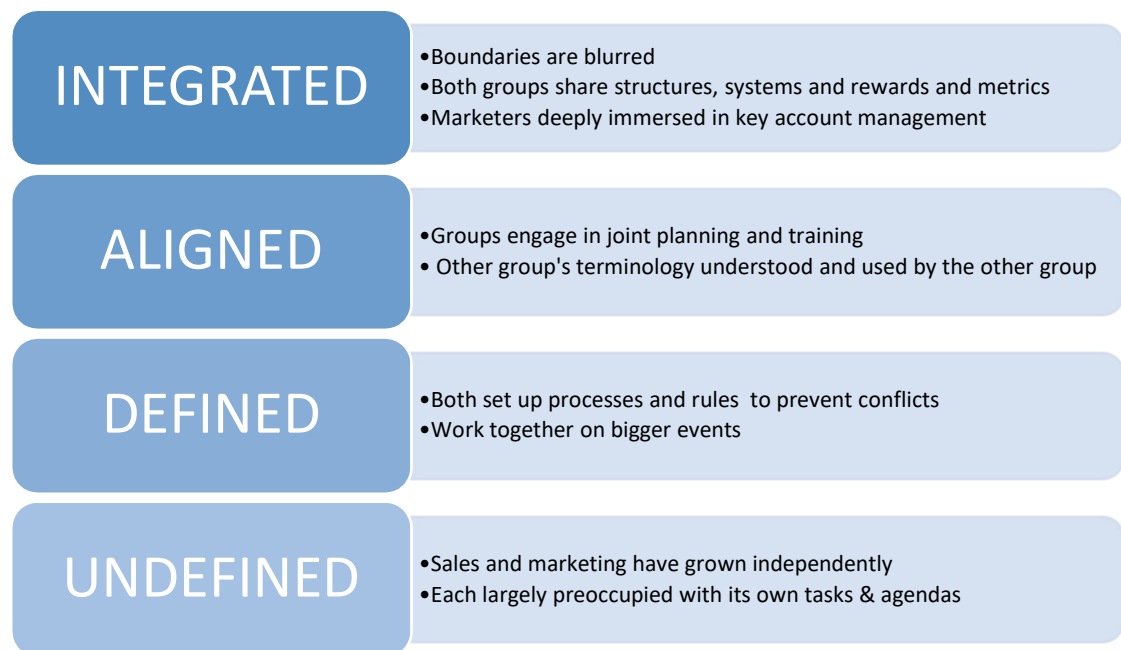 INTEGRATED
•Boundaries are blurred
•Both groups share structures, systems and rewards and metrics
•Marketers deeply immersed in key account management
ALIGNED
•Groups engage in joint planning and training
• Other group's terminology understood and used by the other group
DEFINED
•Both set up processes and rules  to prevent conflicts
•Work together on bigger events
UNDEFINED
•Sales and marketing have grown independently
•Each largely preoccupied with its own tasks & agendas